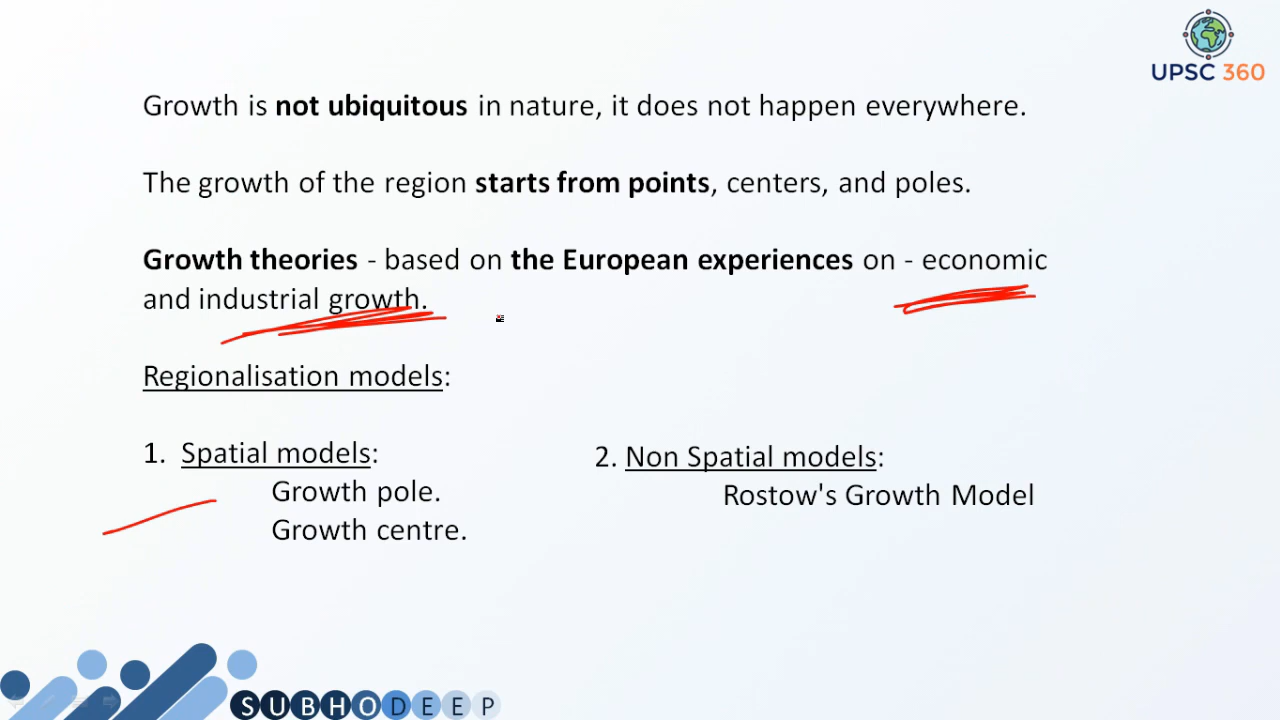 UPSC 360
Growth is not ubiquitous in nature, it does not happen everywhere.
The growth of the region starts from points, centers, and poles.
Growth theories - based on the European experiences on - economic
and industrial growth.
Regionalisation models:
1. Spatial models:
Growth pole.
Growth centre.
2. Non Spatial models:
Rostow's Growth Model
SUBHODEEP